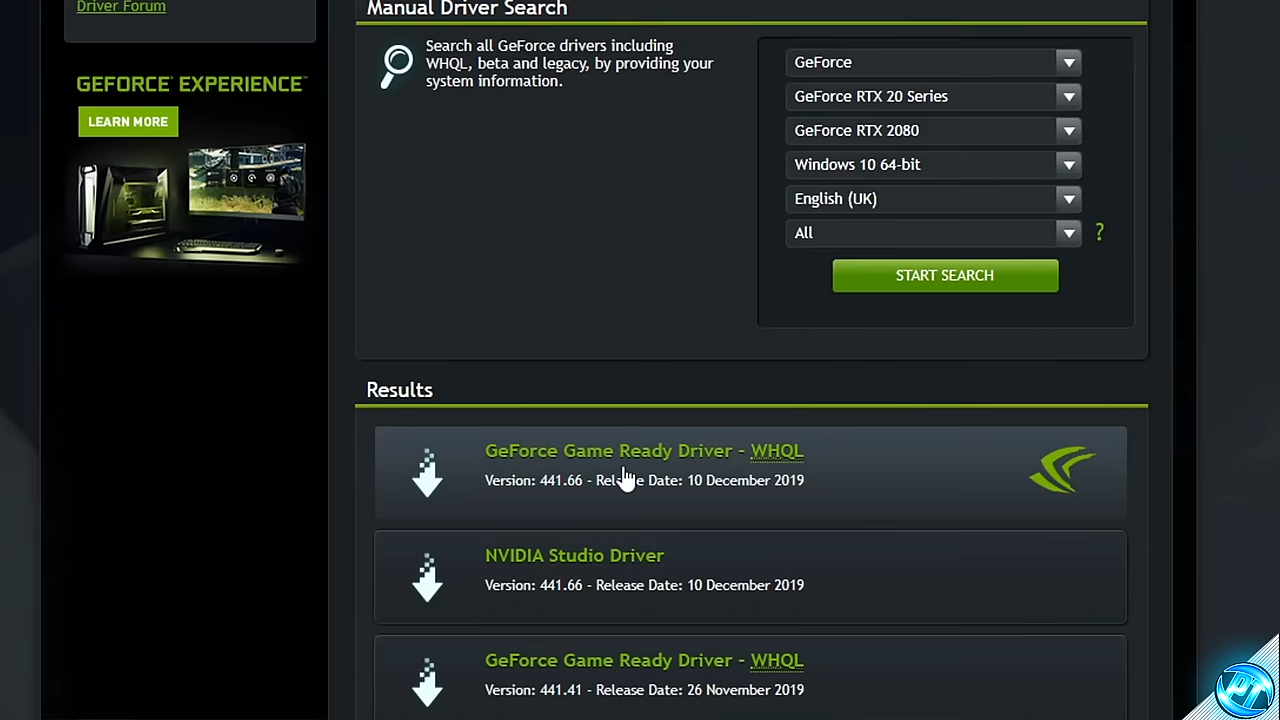 Driver Forum
GEFORCE® EXPERIENCE™
LEARN MORE
Manual Driver Search
Search all GeForce drivers including
WHQL, beta and legacy, by providing your
system information.
GeForce
GeForce RTX 20 Series
GeForce RTX 2080
Windows 10 64-bit
English (UK)
All
?
START SEARCH
Results
GeForce Game Ready Driver - WHQL
Version: 441.66 - Release Date: 10 December 2019
NVIDIA Studio Driver
Version: 441.66 - Release Date: 10 December 2019
GeForce Game Ready Driver - WHQL
Version: 441.41 - Release Date: 26 November 2019
PT